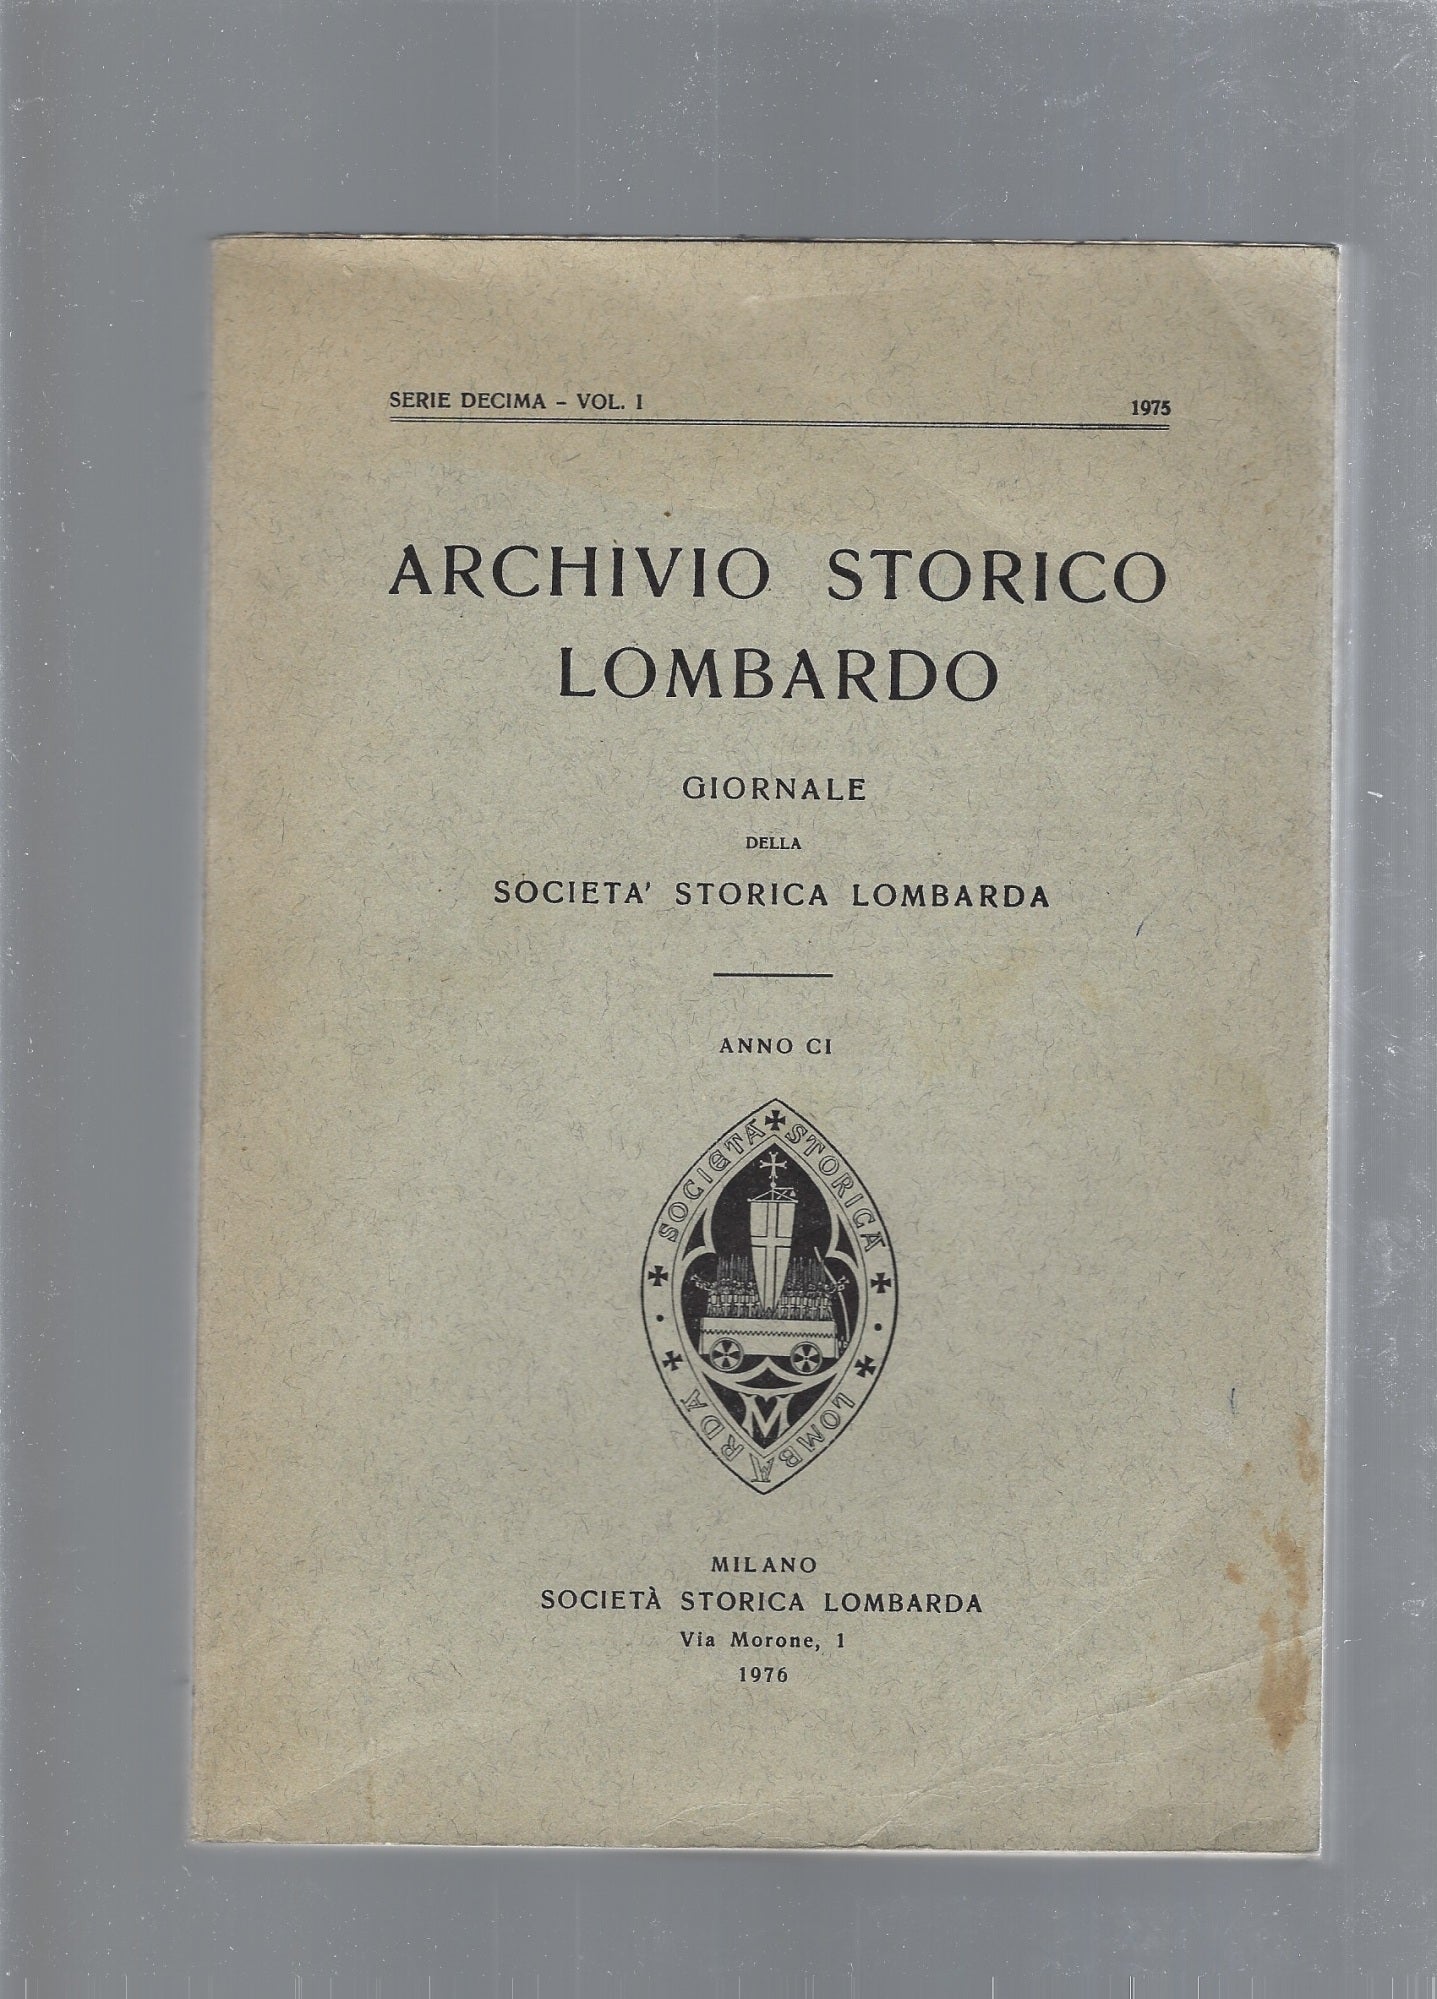 SERIE DECIMA - VOL. I 1975
ARCHIVIO STORICO
LOMBARDO
GIORNALE
DELLA
SOCIETA' STORICA LOMBARDA
ANNO CI
SOCIETA STORICA
LOMBARDA
M
MILANO
SOCIETÀ STORICA LOMBARDA
Via Morone, 1
1976